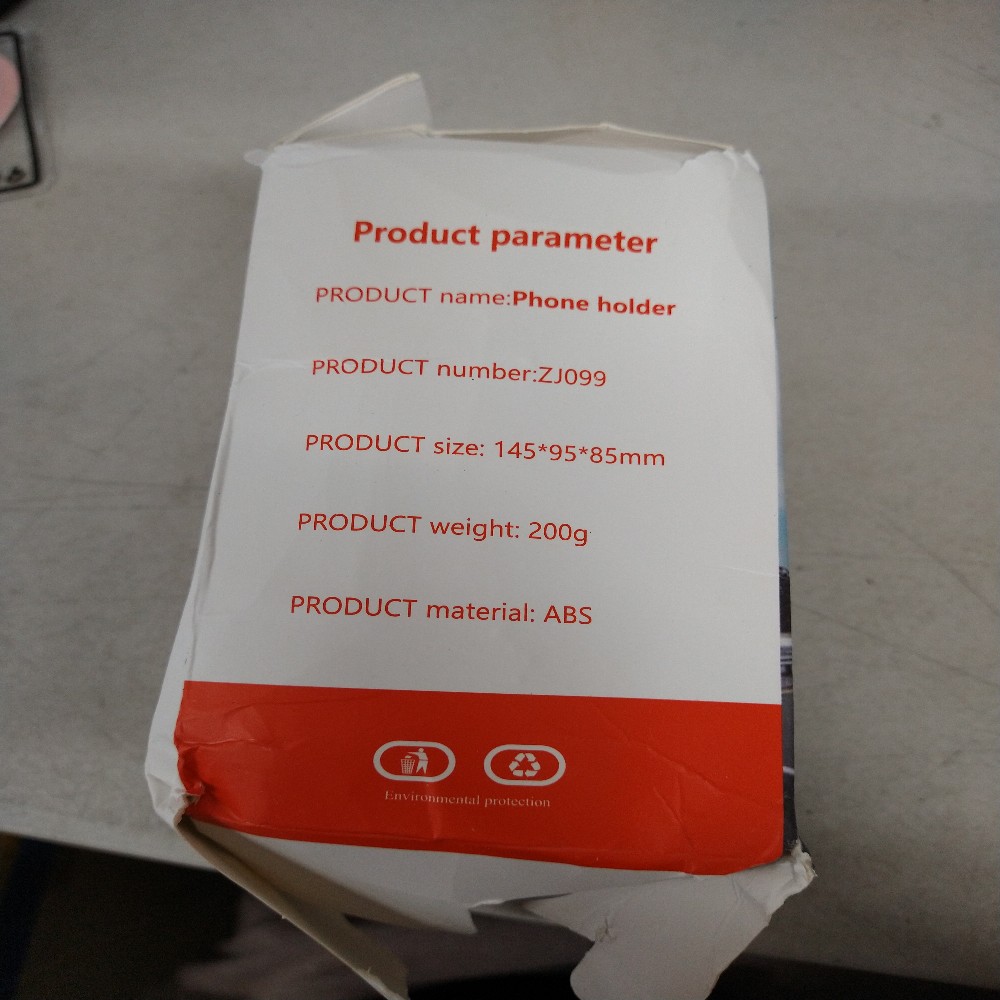 Product parameter
PRODUCT name:Phone holder
PRODUCT number:ZJ099
PRODUCT size: 145*95*85mm
PRODUCT weight: 200g
PRODUCT material: ABS
Environmental protection